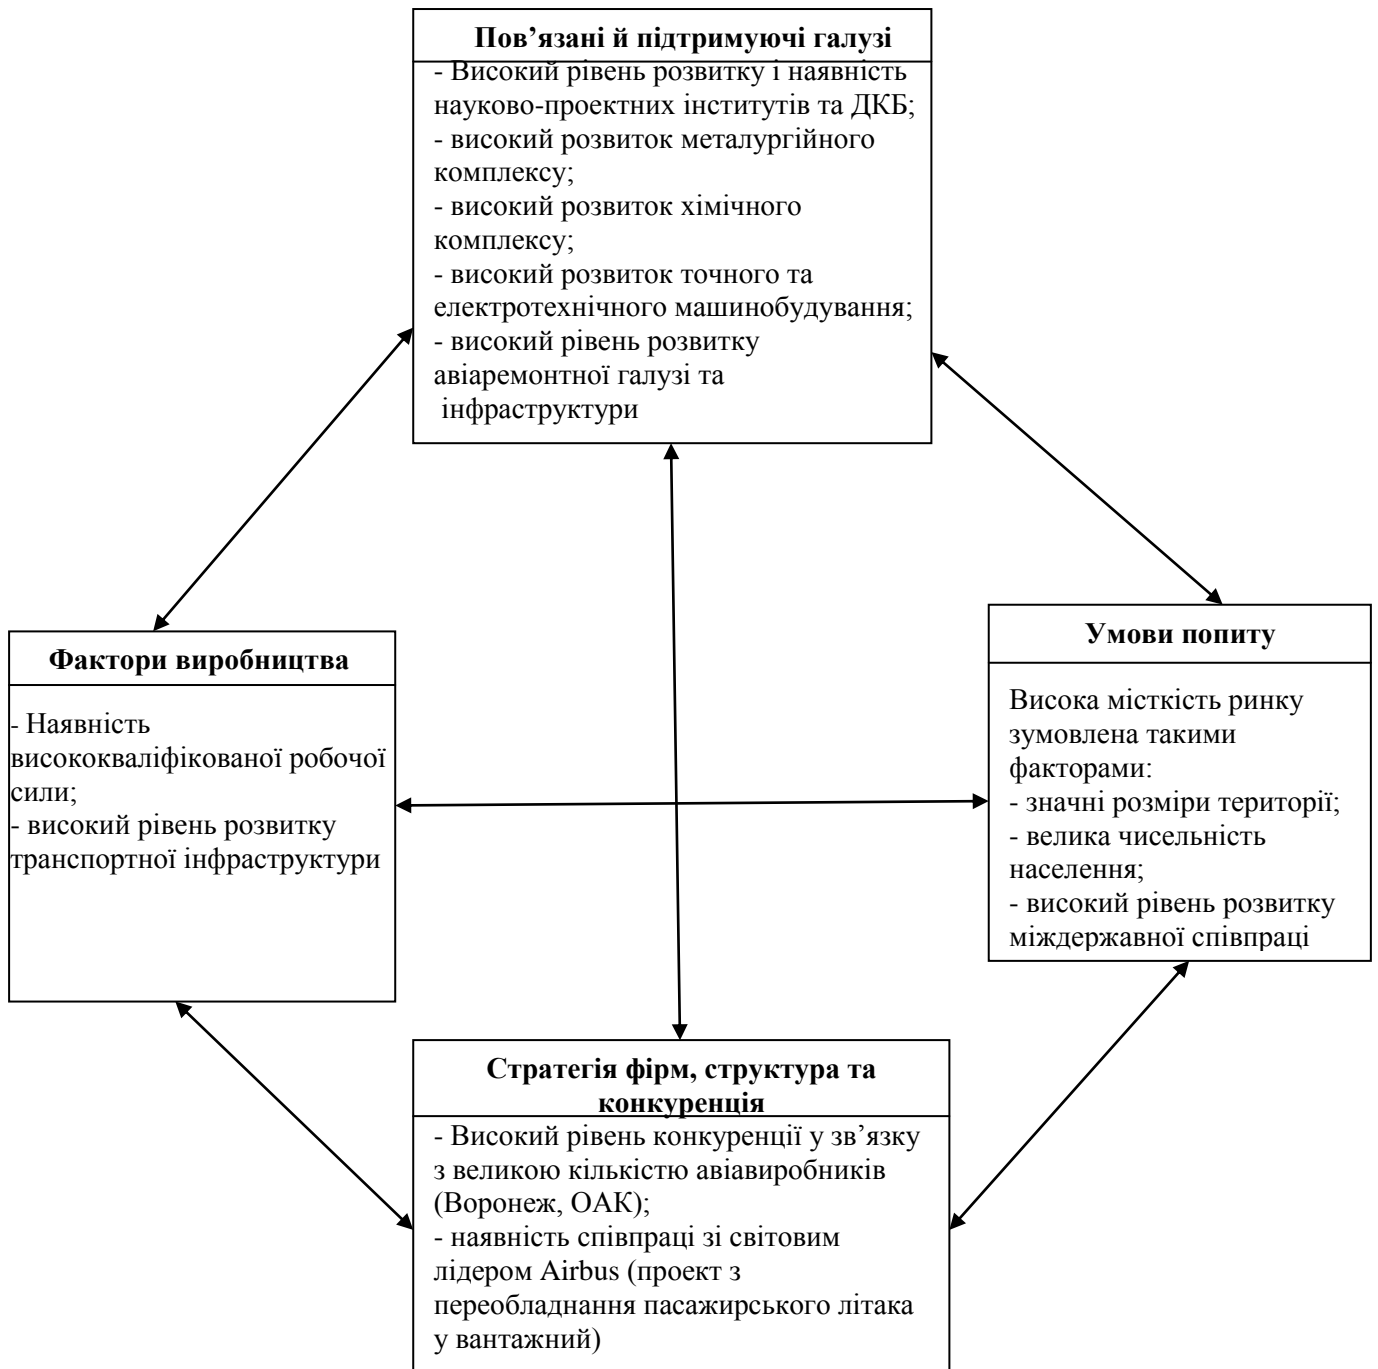 Пов’язані й підтримуючі галузі
- Високий рівень розвитку і наявність
науково-проектних інститутів та ДКБ;
- високий розвиток металургійного
комплексу;
- високий розвиток хімічного
комплексу;
- високий розвиток точного та
електротехнічного машинобудування;
- високий рівень розвитку
авіаремонтної галузі та
інфраструктури
Фактори виробництва
- Наявність
висококваліфікованої робочої
сили;
- високий рівень розвитку
транспортної інфраструктури
Умови попиту
Висока місткість ринку
зумовлена такими
факторами:
- значні розміри території;
- велика чисельність
населення;
- високий рівень розвитку
міждержавної співпраці
Стратегія фірм, структура та
конкуренція
- Високий рівень конкуренції у зв’язку
з великою кількістю авіавиробників
(Воронеж, ОАК);
- наявність співпраці зі світовим
лідером Airbus (проект з
переобладнання пасажирського літака
у вантажний)